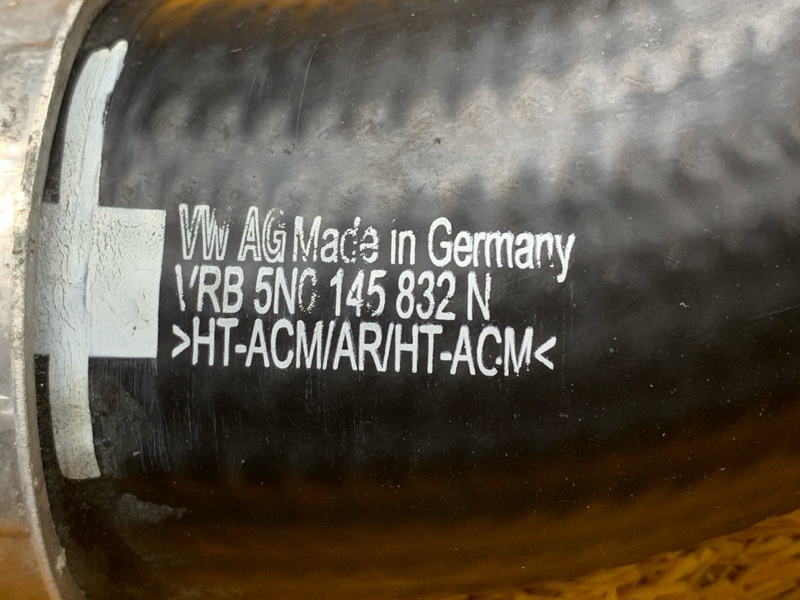 VW AG Made in Germany
VRB 5N0 145 832 N
>HT-ACM/AR/HT-ACM<